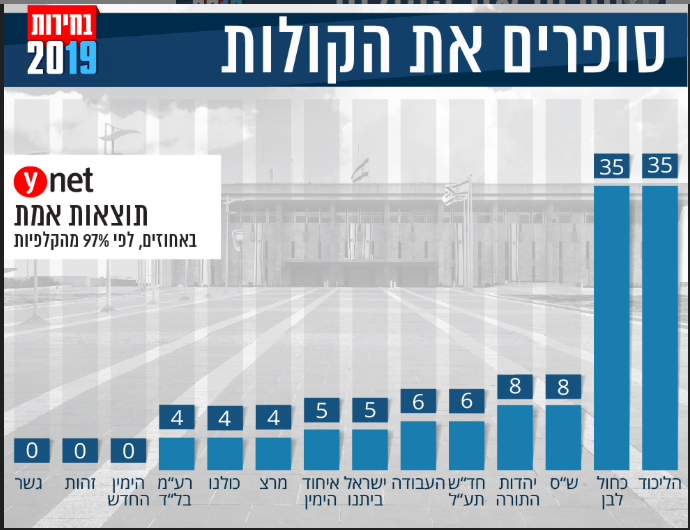 סופרים את הקולות
בחירות
2019
ynet
תוצאות אמת
באחוזים, לפי 97% מהקלפיות
35
35
8
8
6
6
5
5
4
4
4
0
0
0
הליכוד
כחול לבן
ש"ס
יהדות התורה
חד"ש תע"ל
העבודה
ישראל ביתנו
איחוד הימין
מרצ
כולנו
רע"מ בל"ד
הימין החדש
זהות
גשר